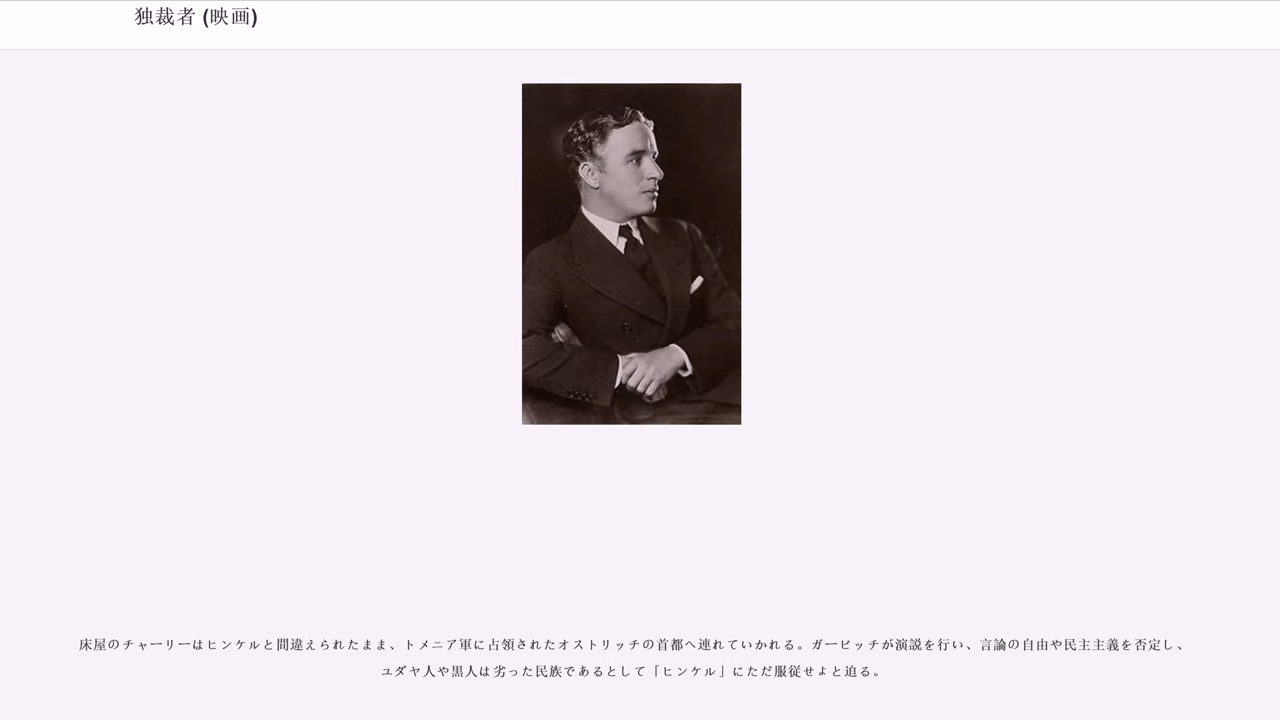 独裁者 (映画)
床屋のチャーリーはヒンケルと間違えられたまま、トメニア軍に占領されたオストリッチの首都へ連れていかれる。ガービッチが演説を行い、言論の自由や民主主義を否定し、
ユダヤ人や黒人は劣った民族であるとして「ヒンケル」にただ服従せよと迫る。